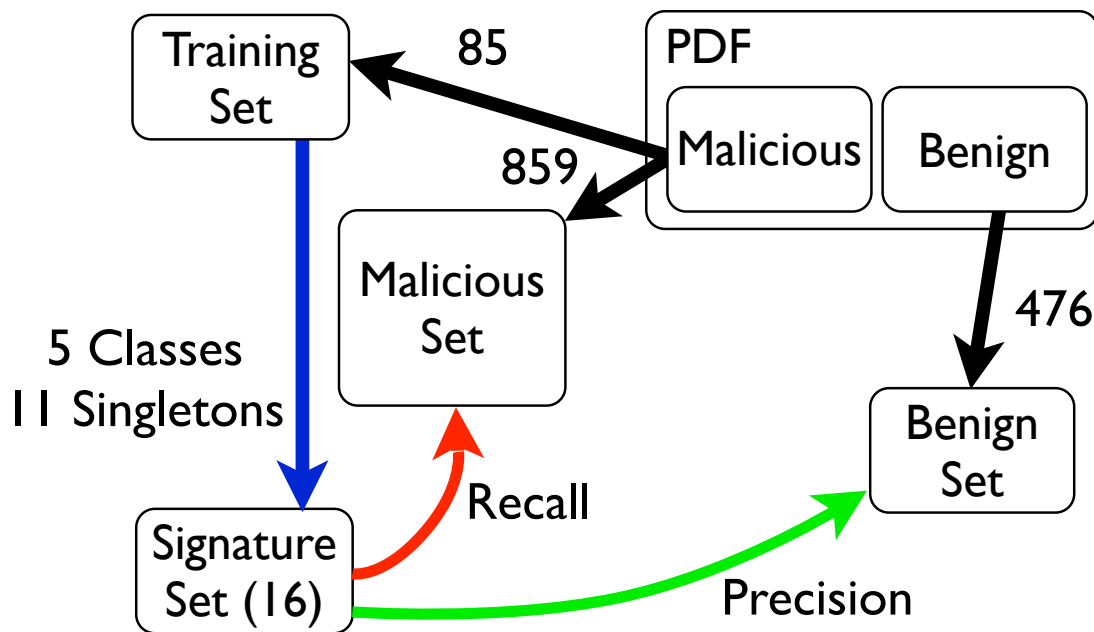 Training
Set
85
PDF
Malicious
Benign
859
Malicious
Set
476
5 Classes
11 Singletons
Benign
Set
Recall
Signature
Set (16)
Precision